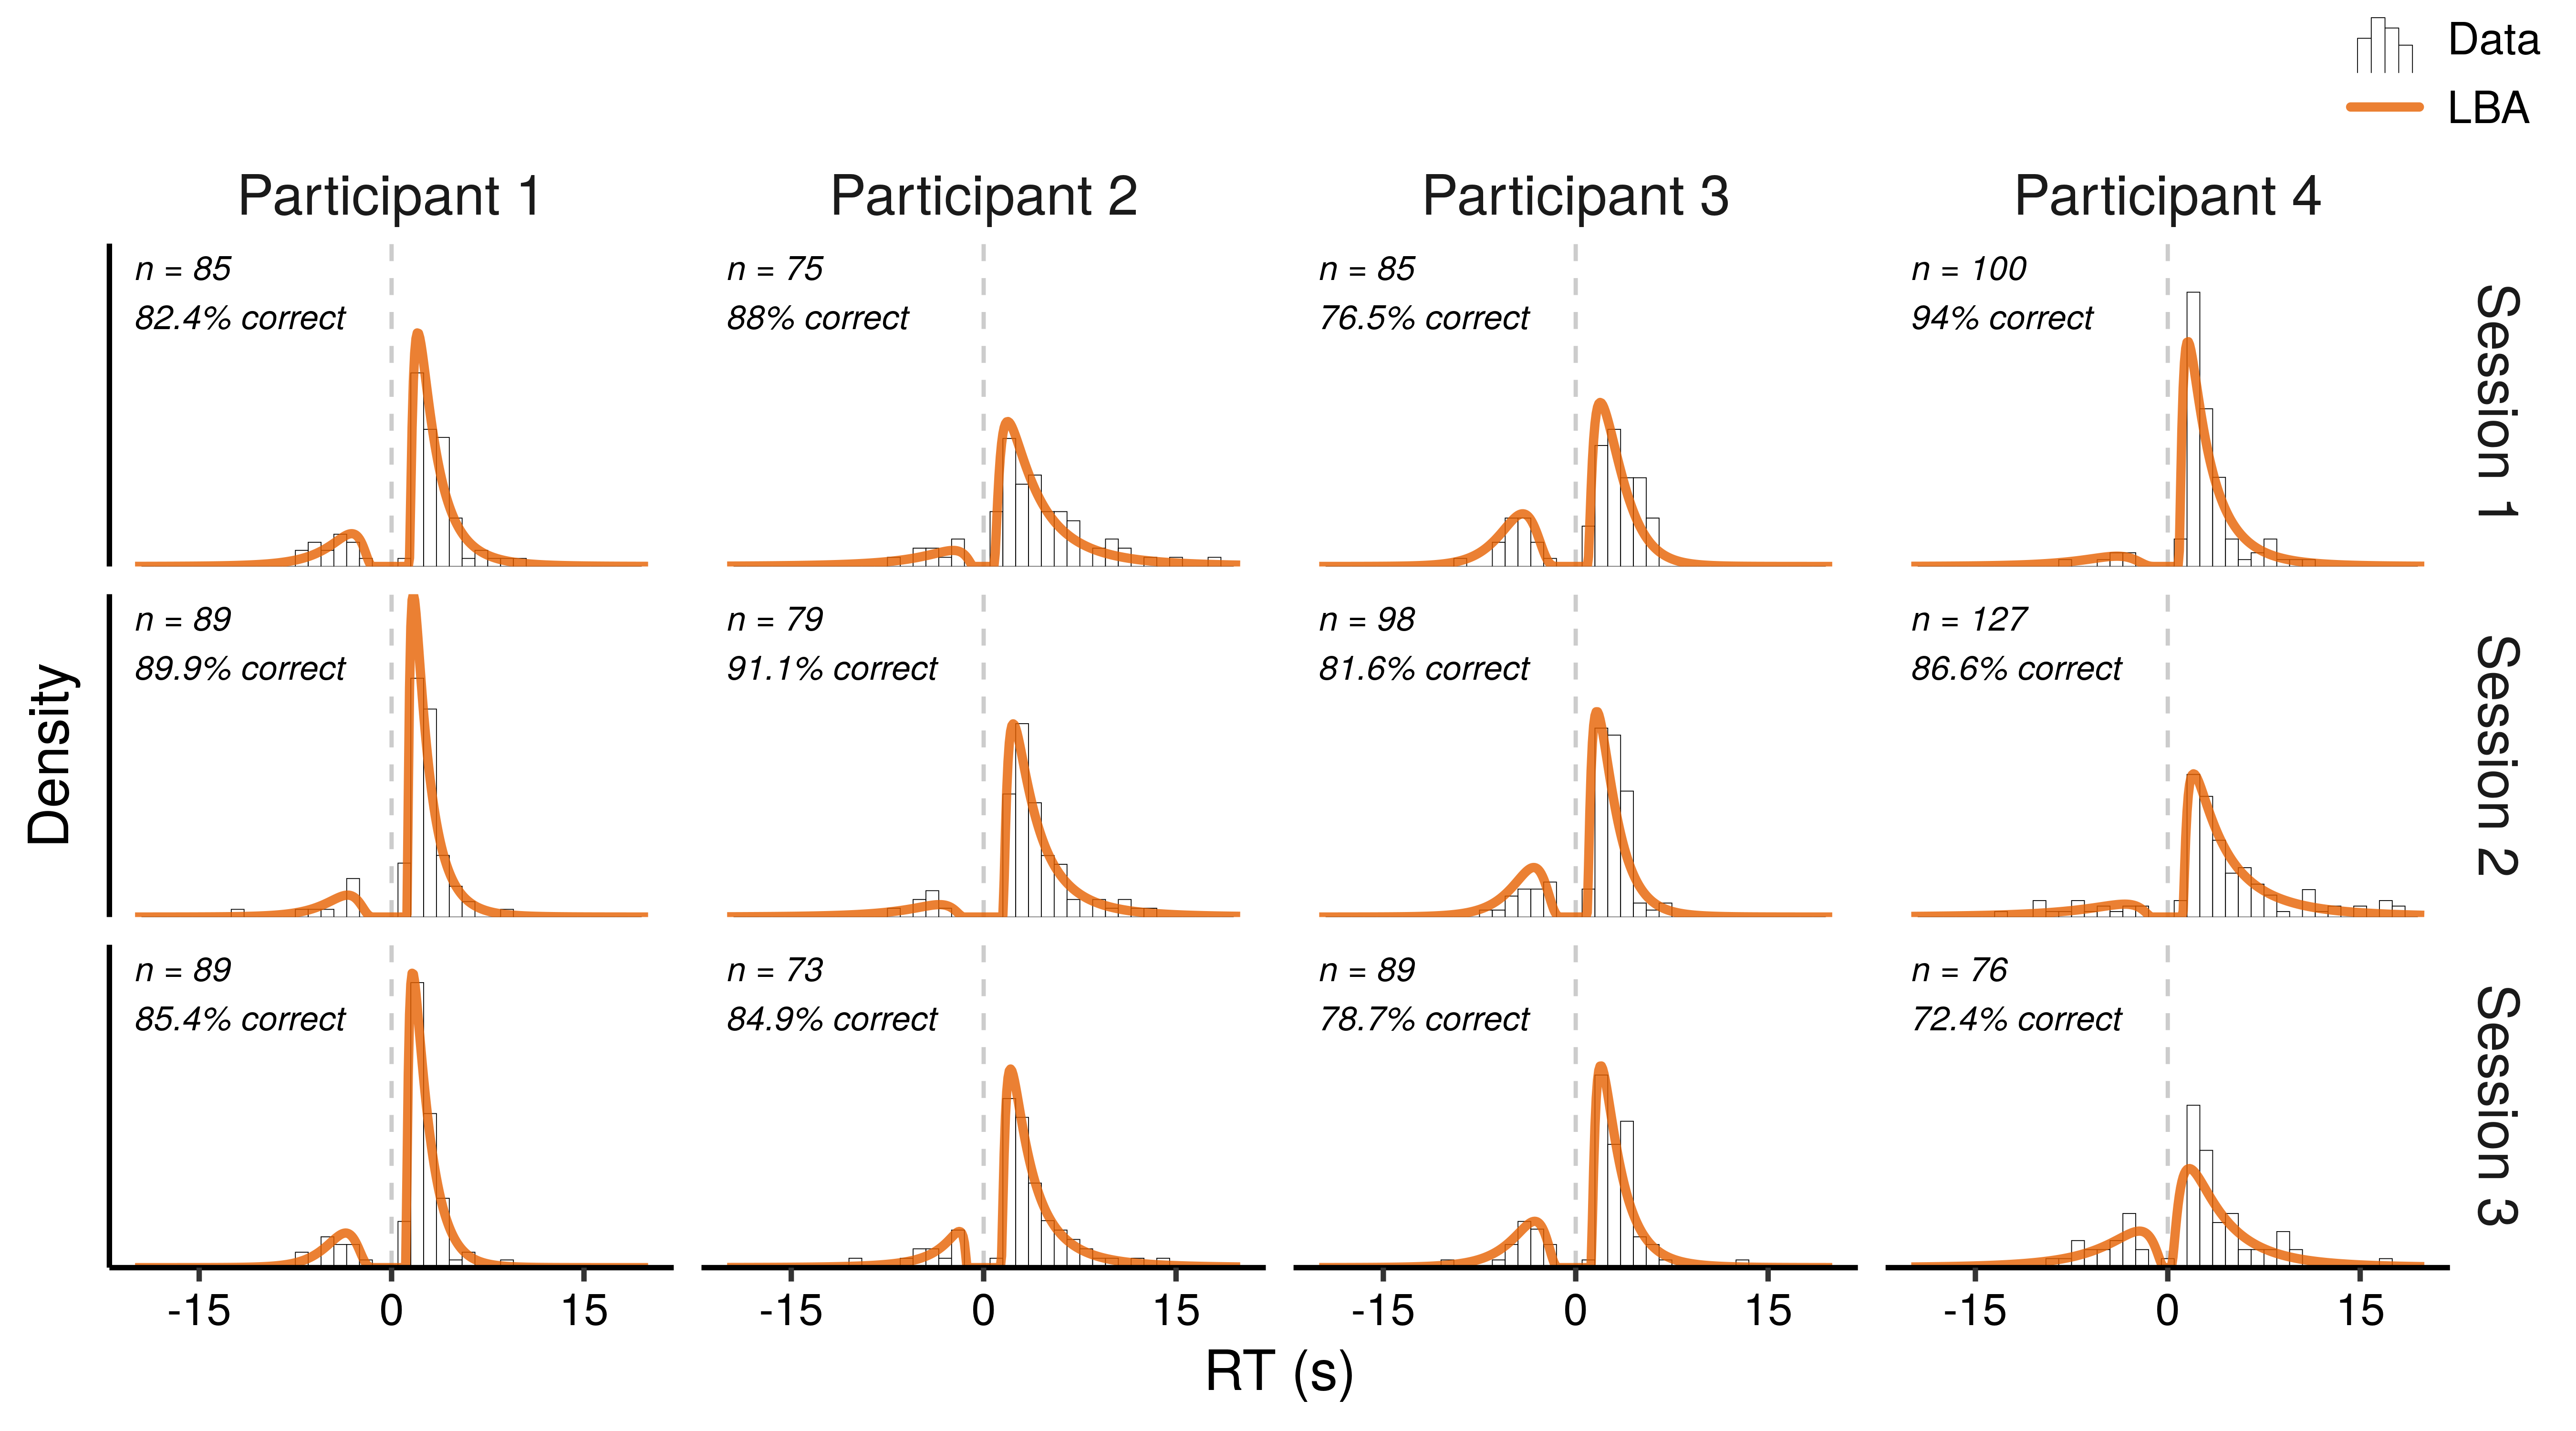 Data
LBA
Participant 1
Participant 2
Participant 3
Participant 4
n = 85
82.4% correct
n = 75
88% correct
n = 85
76.5% correct
n = 100
94% correct
Session 1
n = 89
89.9% correct
n = 79
91.1% correct
n = 98
81.6% correct
n = 127
86.6% correct
Session 2
Density
n = 89
85.4% correct
n = 73
84.9% correct
n = 89
78.7% correct
n = 76
72.4% correct
Session 3
-15 0 15
-15 0 15
-15 0 15
-15 0 15
RT (s)